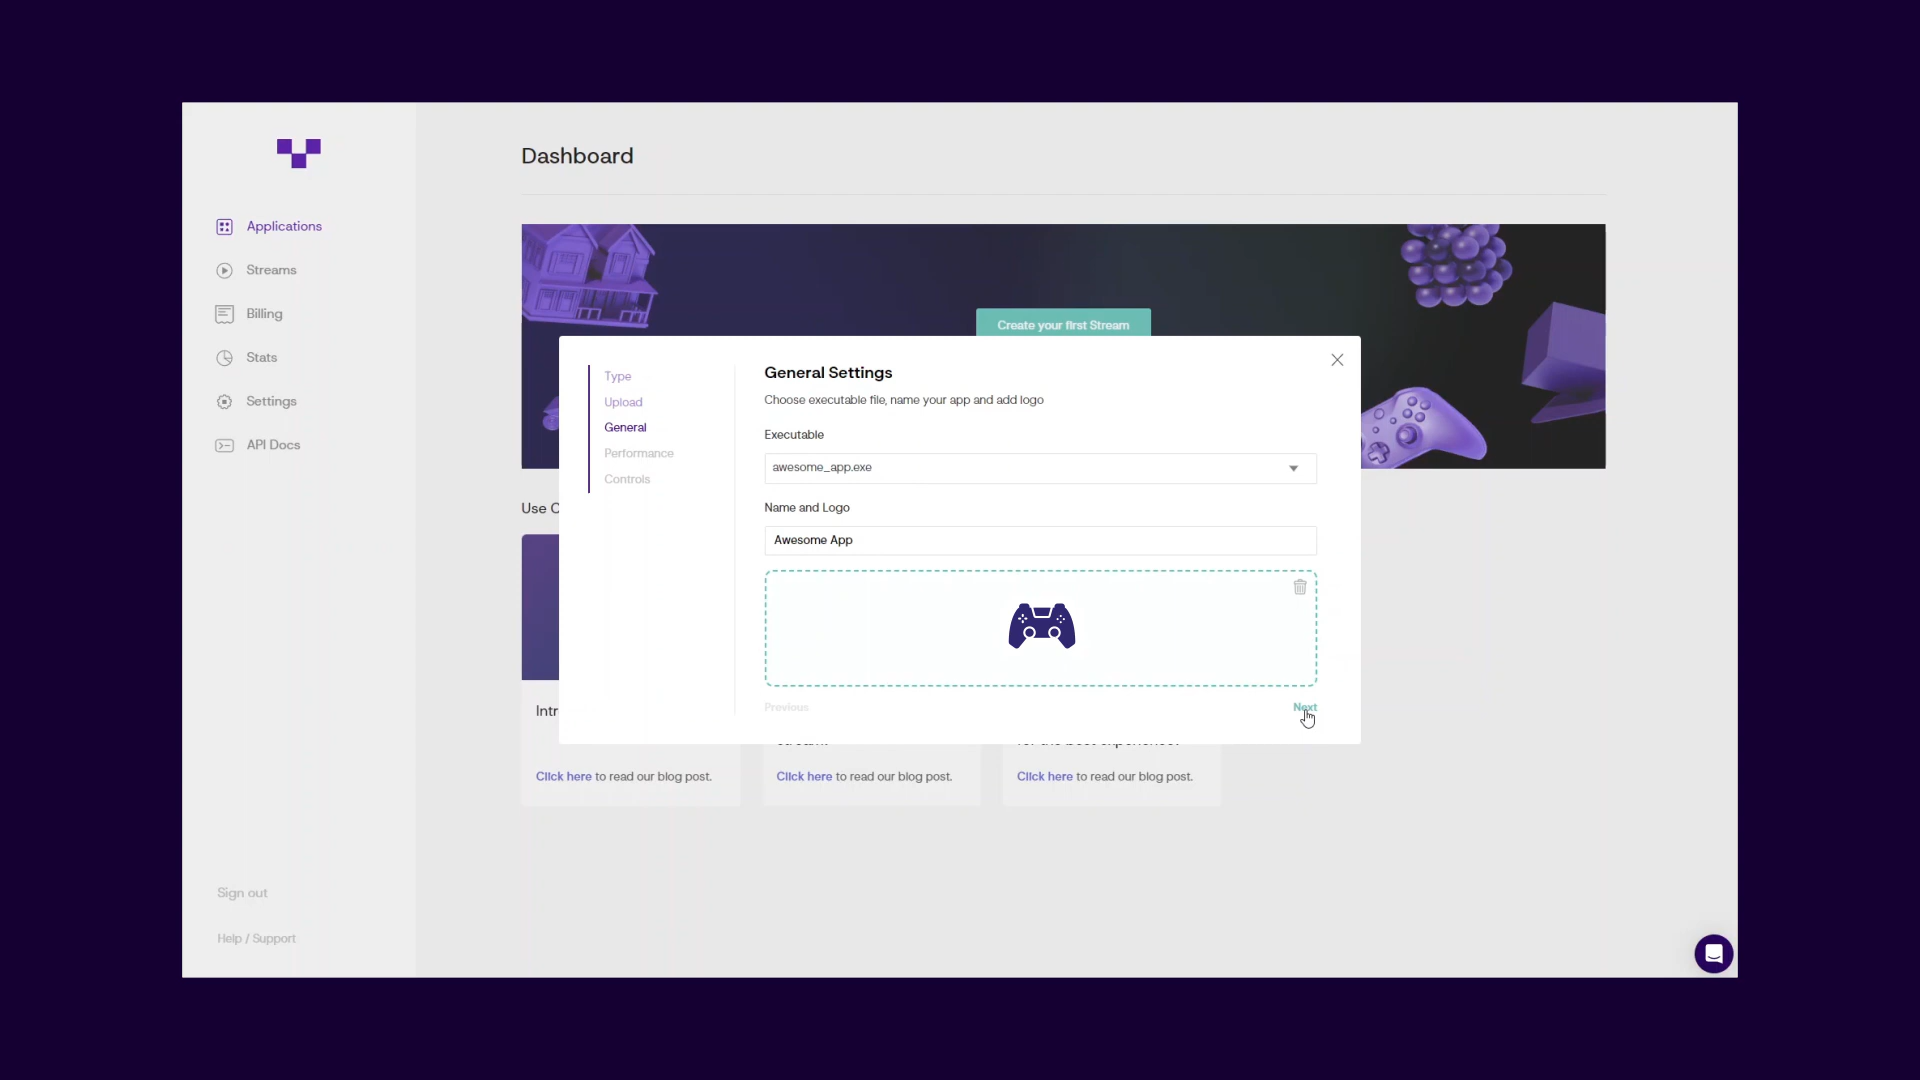 Dashboard
Applications
Streams
Billing
Stats
Settings
API Docs
Sign out
Help / Support
Create your first Stream
Type
Upload
General
Performance
Controls
General Settings
Choose executable file, name your app and add logo
Executable
awesome_app.exe
Name and Logo
Awesome App
Previous
Next
Use
Click here to read our blog post.
Click here to read our blog post.
Click here to read our blog post.